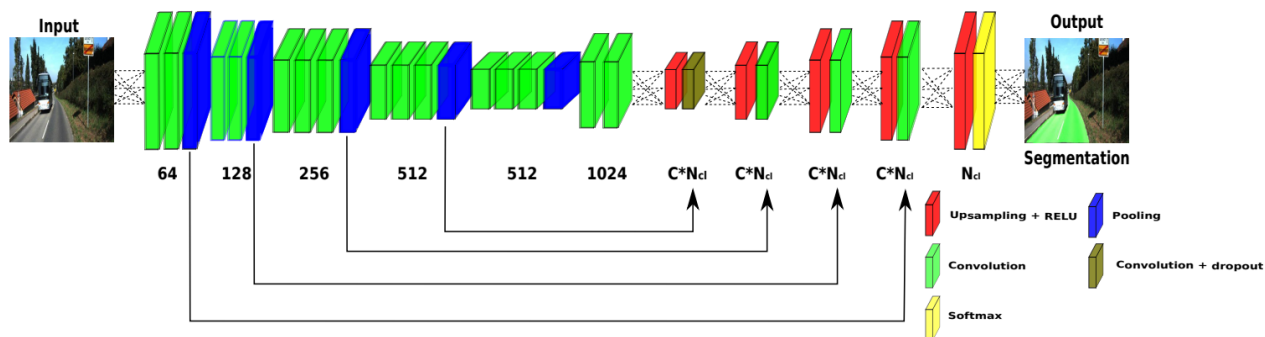 Input
Output
64
128
256
512
512
1024
C*Ncl
C*Ncl
C*Ncl
C*Ncl
Ncl
Segmentation
Upsampling + RELU
Pooling
Convolution
Convolution + dropout
Softmax